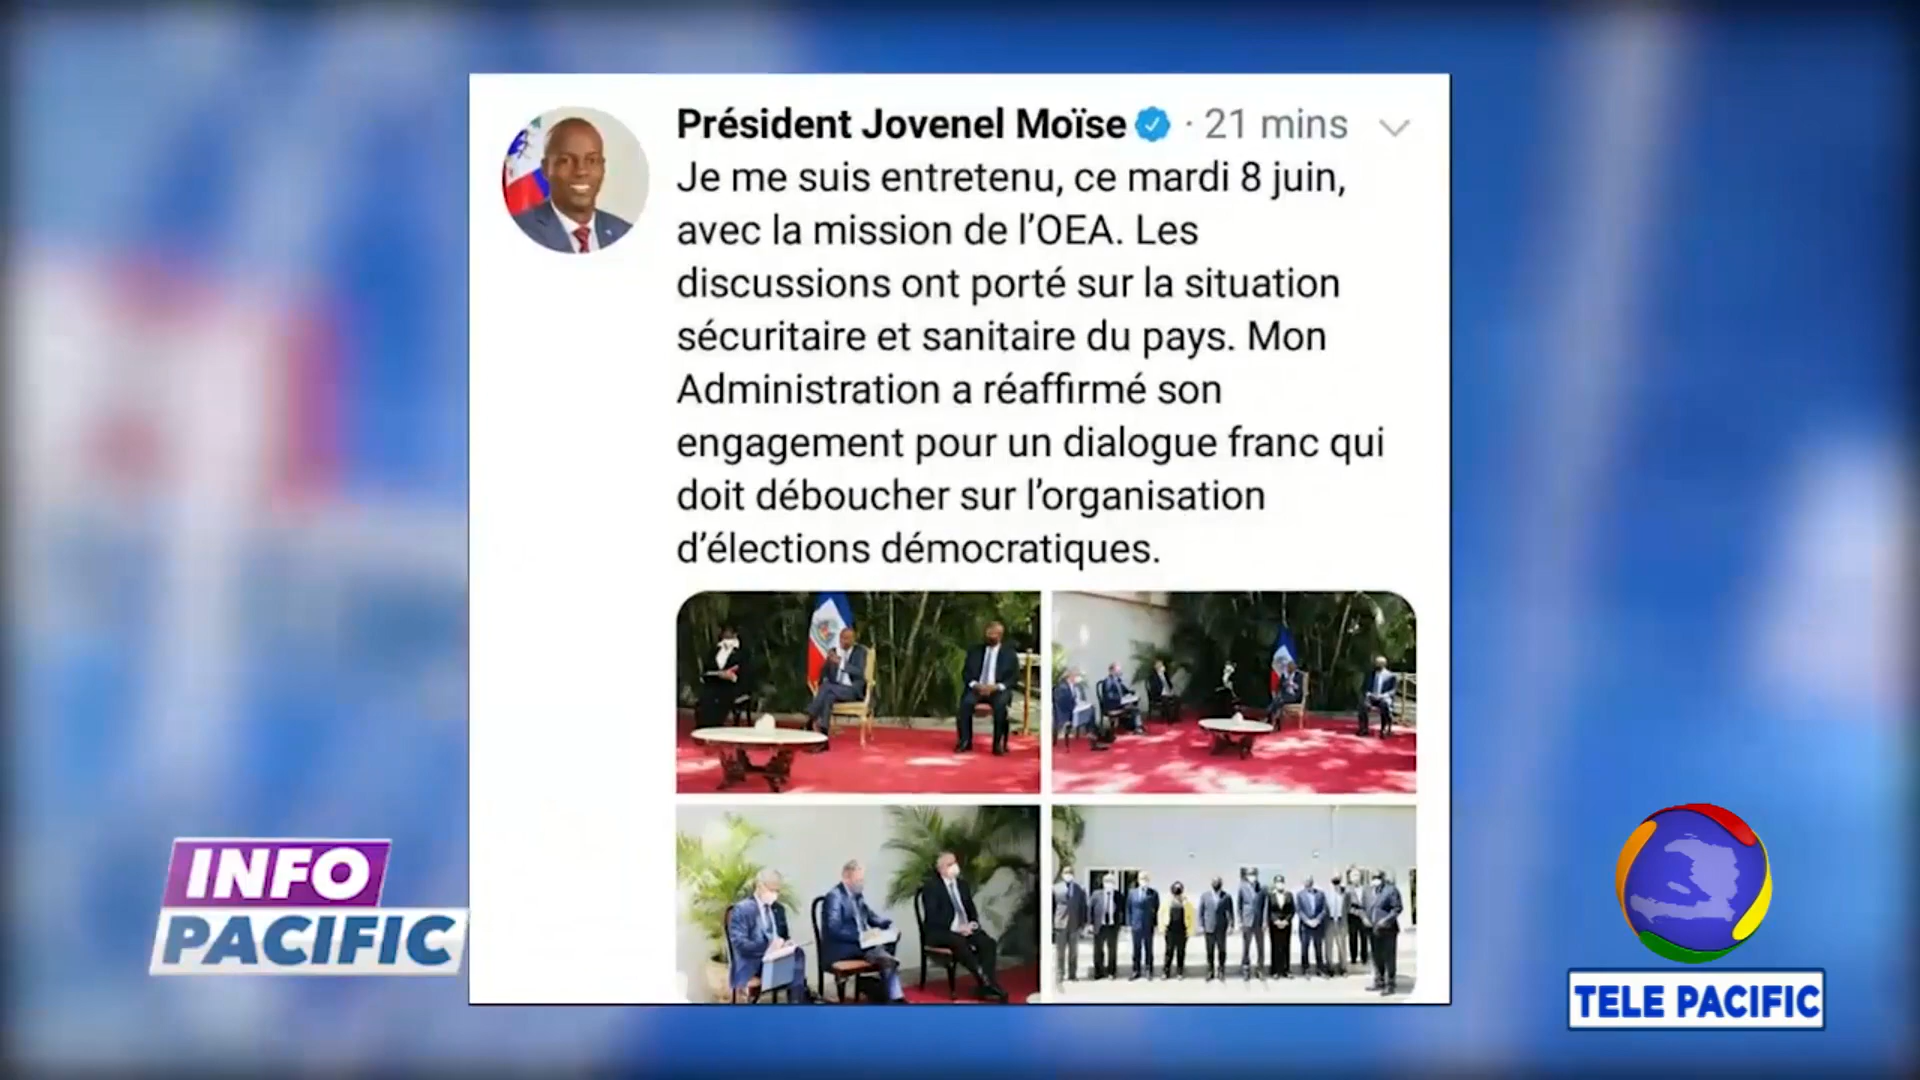 Président Jovenel Moïse · 21 mins
Je me suis entretenu, ce mardi 8 juin,
avec la mission de l’OEA. Les
discussions ont porté sur la situation
sécuritaire et sanitaire du pays. Mon
Administration a réaffirmé son
engagement pour un dialogue franc qui
doit déboucher sur l’organisation
d’élections démocratiques.
INFO
PACIFIC
TELE PACIFIC